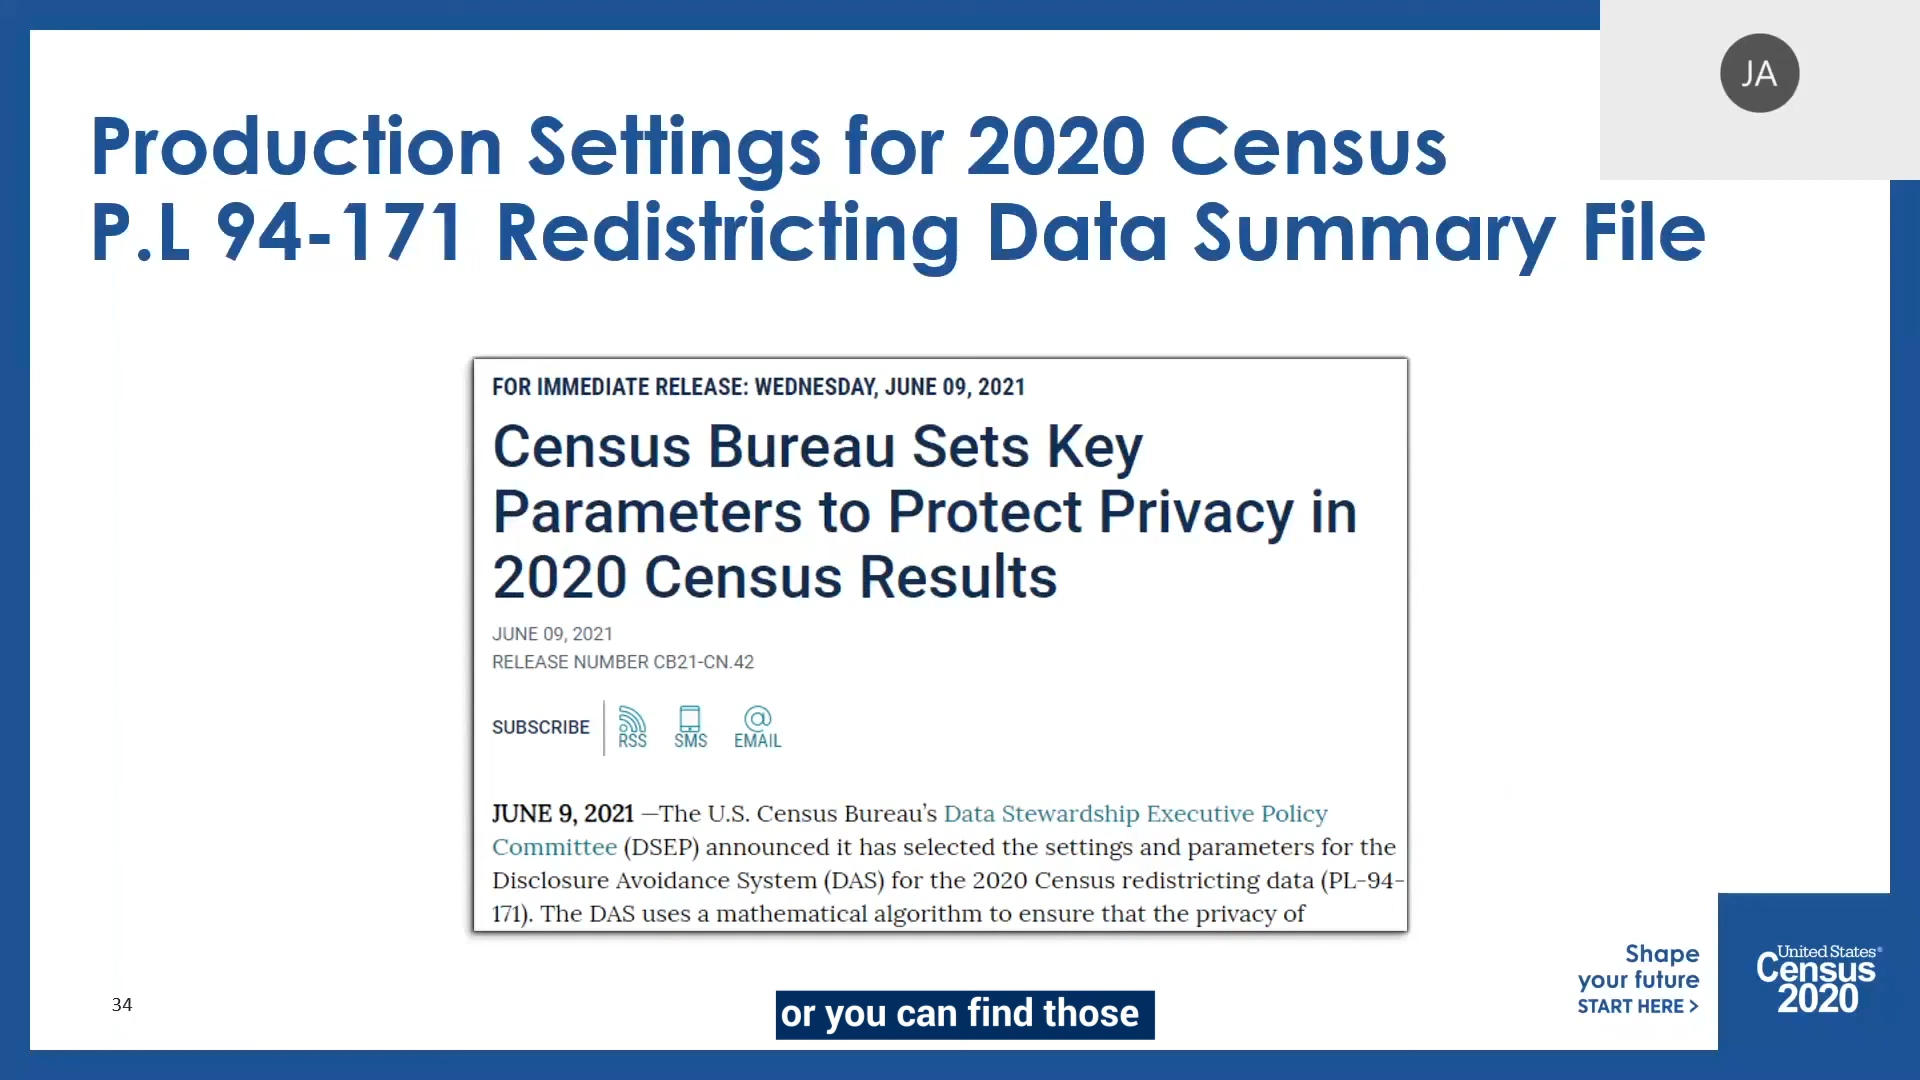 JA
Production Settings for 2020 Census
P.L 94-171 Redistricting Data Summary File
FOR IMMEDIATE RELEASE: WEDNESDAY, JUNE 09, 2021
Census Bureau Sets Key
Parameters to Protect Privacy in
2020 Census Results
JUNE 09, 2021
RELEASE NUMBER CB21-CN.42
SUBSCRIBE
RSS
SMS
EMAIL
JUNE 9, 2021 —The U.S. Census Bureau's Data Stewardship Executive Policy
Committee (DSEP) announced it has selected the settings and parameters for the
Disclosure Avoidance System (DAS) for the 2020 Census redistricting data (PL-94-
171). The DAS uses a mathematical algorithm to ensure that the privacy of
Shape
your future
START HERE >
United States®
Census
2020
34
or you can find those